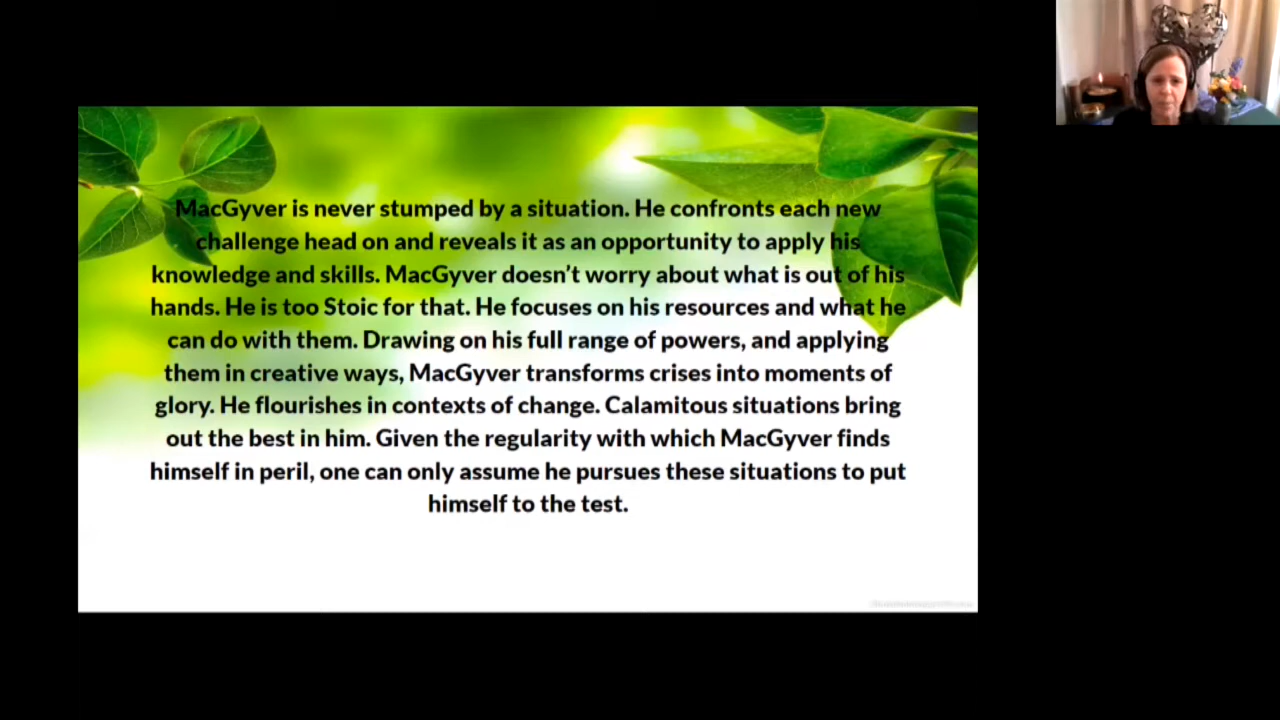 MacGyver is never stumped by a situation. He confronts each new
challenge head on and reveals it as an opportunity to apply his
knowledge and skills. MacGyver doesn’t worry about what is out of his
hands. He is too Stoic for that. He focuses on his resources and what he
can do with them. Drawing on his full range of powers, and applying
them in creative ways, MacGyver transforms crises into moments of
glory. He flourishes in contexts of change. Calamitous situations bring
out the best in him. Given the regularity with which MacGyver finds
himself in peril, one can only assume he pursues these situations to put
himself to the test.